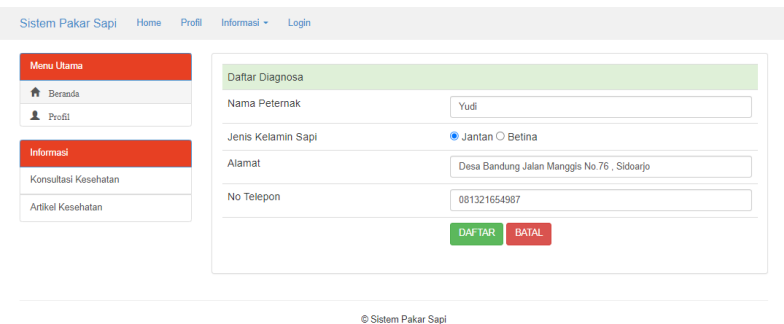 Sistem Pakar Sapi Home Profil Informasi Login
Menu Utama
Beranda
Profil
Informasi
Konsultasi Kesehatan
Artikel Kesehatan
Daftar Diagnosa
Nama Peternak Yudi
Jenis Kelamin Sapi Jantan Betina
Alamat Desa Bandung Jalan Manggis No.76 , Sidoarjo
No Telepon 081321654987
DAFTAR BATAL
© Sistem Pakar Sapi